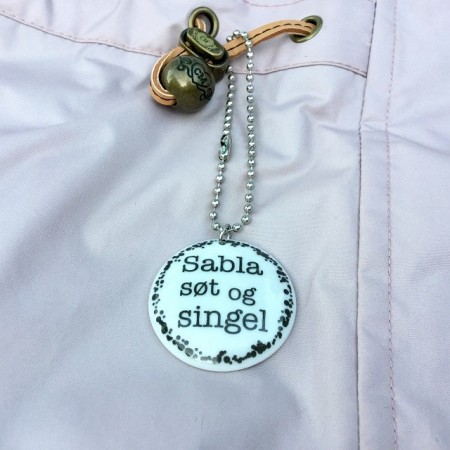 Sabla
søt og
singel